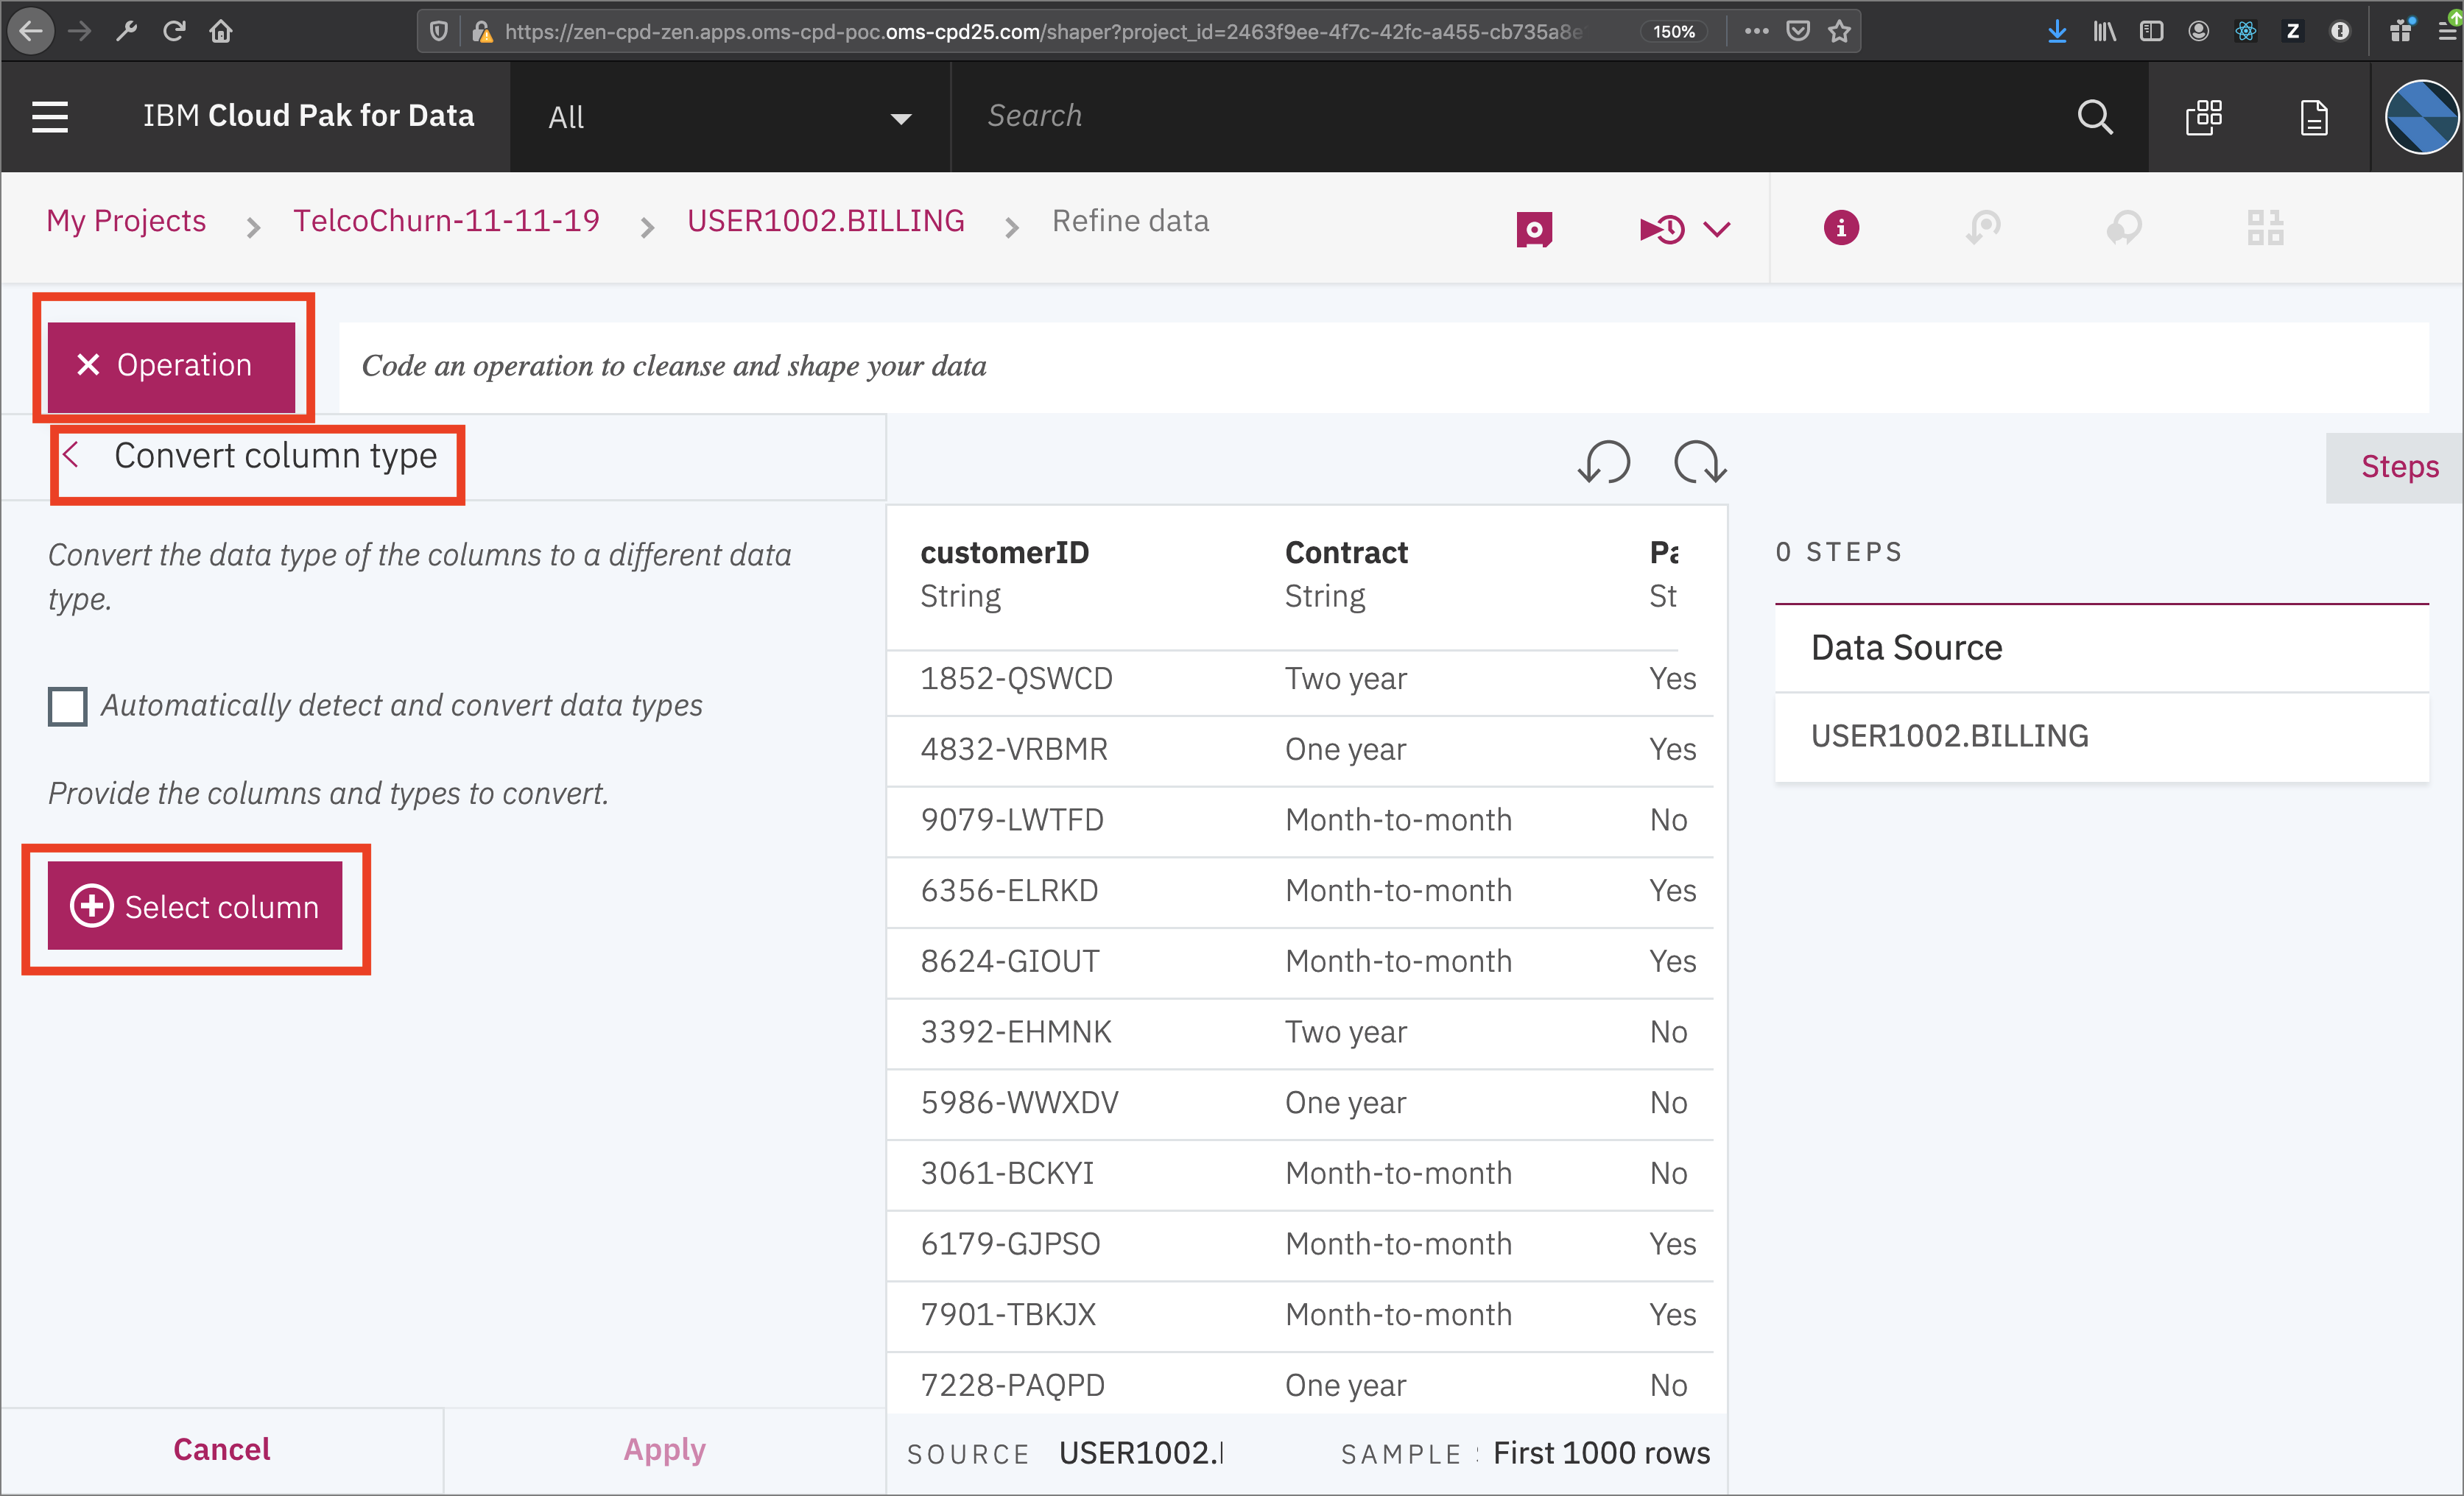 https://zen-cpd-zen.apps.oms-cpd-poc.oms-cpd25.com/shaper?project_id=2463f9ee-4f7c-42fc-a455-cb735a8e
150%
Z
IBM Cloud Pak for Data
All
Search
My Projects
TelcoChurn-11-11-19
USER1002.BILLING
Refine data
Operation
Code an operation to cleanse and shape your data
Convert column type
Steps
Convert the data type of the columns to a different data
type.
Automatically detect and convert data types
Provide the columns and types to convert.
Select column
Cancel
Apply
customerID Contract Pa
String String St
1852-QSWCD Two year Yes
4832-VRBMR One year Yes
9079-LWTFD Month-to-month No
6356-ELRKD Month-to-month Yes
8624-GIOUT Month-to-month Yes
3392-EHMNK Two year No
5986-WWXDV One year No
3061-BCKYI Month-to-month No
6179-GJPSO Month-to-month Yes
7901-TBKJX Month-to-month Yes
7228-PAQPD One year No
SOURCE USER1002. SAMPLE First 1000 rows
0 STEPS
Data Source
USER1002.BILLING